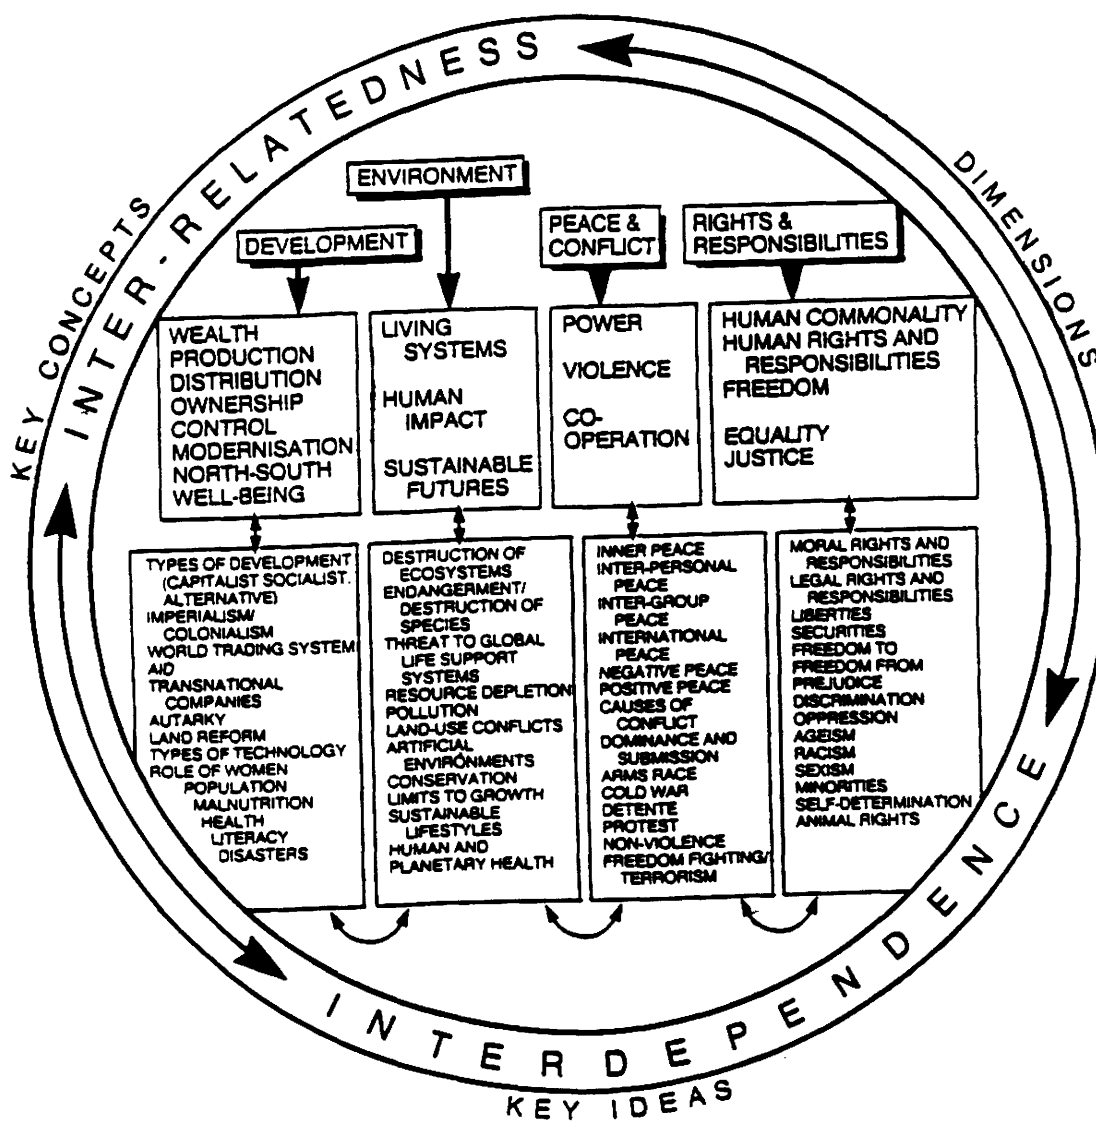 INTER-RELATEDNESS
KEY CONCEPTS
DIMENSIONS
ENVIRONMENT
DEVELOPMENT
PEACE &
CONFLICT
RIGHTS &
RESPONSIBILITIES
WEALTH
PRODUCTION
DISTRIBUTION
OWNERSHIP
CONTROL
MODERNISATION
NORTH-SOUTH
WELL-BEING
LIVING
SYSTEMS
HUMAN
IMPACT
SUSTAINABLE
FUTURES
POWER
VIOLENCE
CO-
OPERATION
HUMAN COMMONALITY
HUMAN RIGHTS AND
RESPONSIBILITIES
FREEDOM
EQUALITY
JUSTICE
TYPES OF DEVELOPMENT
(CAPITALIST SOCIALIST.
ALTERNATIVE)
IMPERIALISM/
COLONIALISM
WORLD TRADING SYSTEM
AID
TRANSNATIONAL
COMPANIES
AUTARKY
LAND REFORM
TYPES OF TECHNOLOGY
ROLE OF WOMEN
POPULATION
MALNUTRITION
HEALTH
LITERACY
DISASTERS
DESTRUCTION OF
ECOSYSTEMS
ENDANGERMENT/
DESTRUCTION OF
SPECIES
THREAT TO GLOBAL
LIFE SUPPORT
SYSTEMS
RESOURCE DEPLETION
POLLUTION
LAND-USE CONFLICTS
ARTIFICIAL
ENVIRONMENTS
CONSERVATION
LIMITS TO GROWTH
SUSTAINABLE
LIFESTYLES
HUMAN AND
PLANETARY HEALTH
INNER PEACE
INTER-PERSONAL
PEACE
INTER-GROUP
PEACE
INTERNATIONAL
PEACE
NEGATIVE PEACE
POSITIVE PEACE
CAUSES OF
CONFLICT
DOMINANCE AND
SUBMISSION
ARMS RACE
COLD WAR
DETENTE
PROTEST
NON-VIOLENCE
FREEDOM FIGHTING/
TERRORISM
MORAL RIGHTS AND
RESPONSIBILITIES
LEGAL RIGHTS AND
RESPONSIBILITIES
LIBERTIES
SECURITIES
FREEDOM TO
FREEDOM FROM
PREJUDICE
DISCRIMINATION
OPPRESSION
AGEISM
RACISM
SEXISM
MINORITIES
SELF-DETERMINATION
ANIMAL RIGHTS
INTERDEPENDENCE
KEY IDEAS